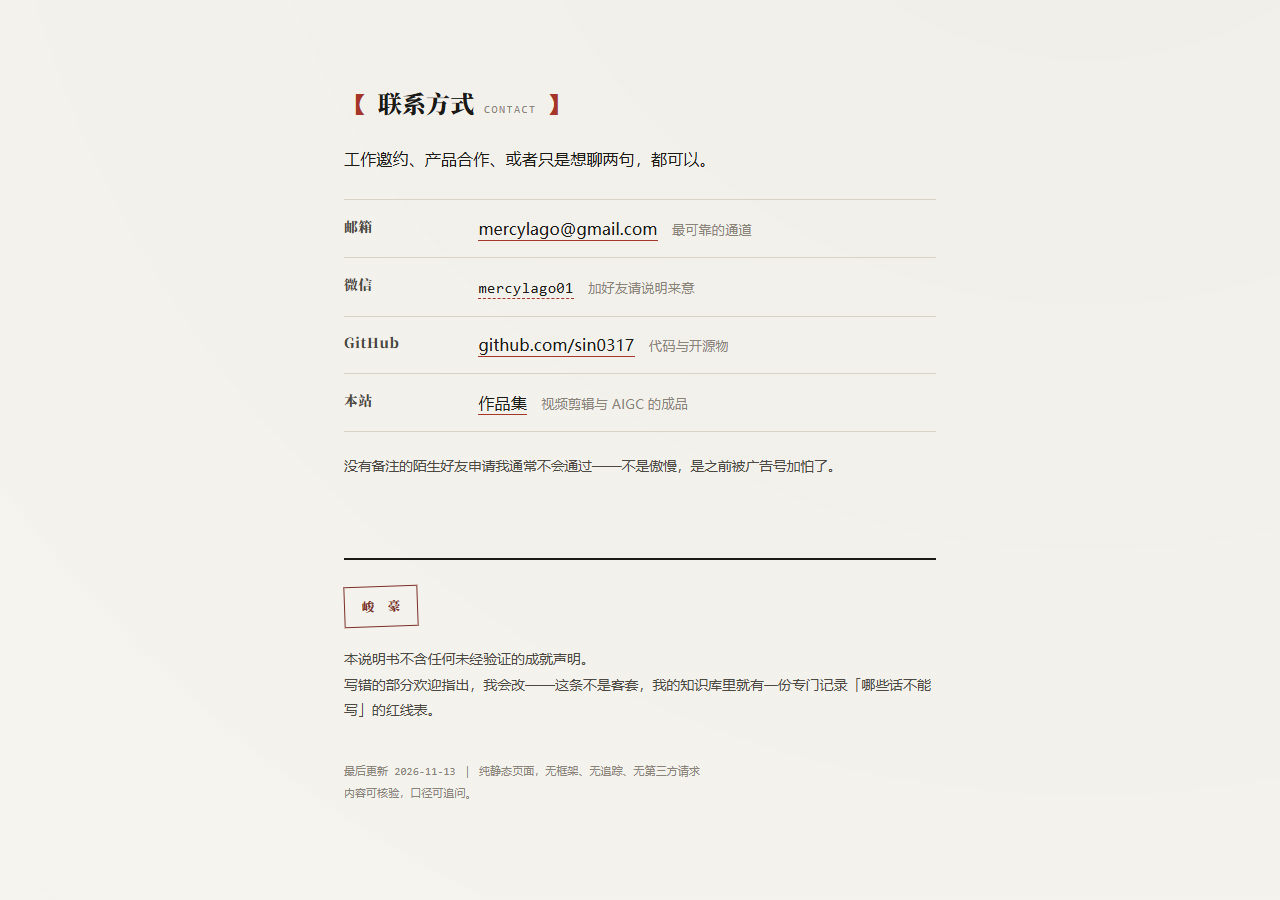 【 联系方式 CONTACT 】
工作邀约、产品合作、或者只是想聊两句，都可以。
邮箱 mercylago@gmail.com 最可靠的通道
微信 mercylago01 加好友请说明来意
GitHub github.com/sin0317 代码与开源物
本站 作品集 视频剪辑与 AIGC 的成品
没有备注的陌生好友申请我通常不会通过——不是傲慢，是之前被广告号加怕了。
峻豪
本说明书不含任何未经验证的成就声明。
写错的部分欢迎指出，我会改——这条不是客套，我的知识库里就有一份专门记录「哪些话不能
写」的红线表。
最后更新 2026-11-13 ｜ 纯静态页面，无框架、无追踪、无第三方请求
内容可核验，口径可追问。